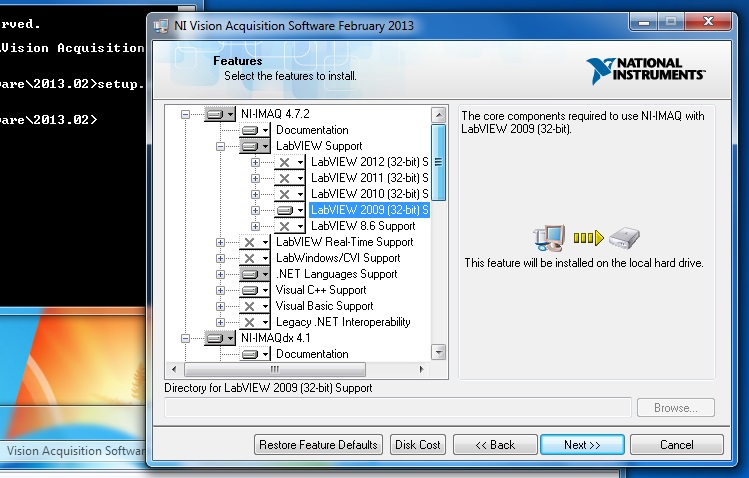 rved.
Vision Acquisition
ware\2013.02>setup.
ware\2013.02>
NI Vision Acquisition Software February 2013
Features
Select the features to install.
NATIONAL
INSTRUMENTS™
NI-IMAQ 4.7.2
Documentation
LabVIEW Support
LabVIEW 2012 (32-bit) S
LabVIEW 2011 (32-bit) S
LabVIEW 2010 (32-bit) S
LabVIEW 2009 (32-bit) S
LabVIEW 8.6 Support
LabVIEW Real-Time Support
LabWindows/CVI Support
.NET Languages Support
Visual C++ Support
Visual Basic Support
Legacy .NET Interoperability
NI-IMAQdx 4.1
Documentation
The core components required to use NI-IMAQ with
LabVIEW 2009 (32-bit).
This feature will be installed on the local hard drive.
Directory for LabVIEW 2009 (32-bit) Support
Browse...
Restore Feature Defaults
Disk Cost
<< Back
Next >>
Cancel
Vision Acquisition Softwar